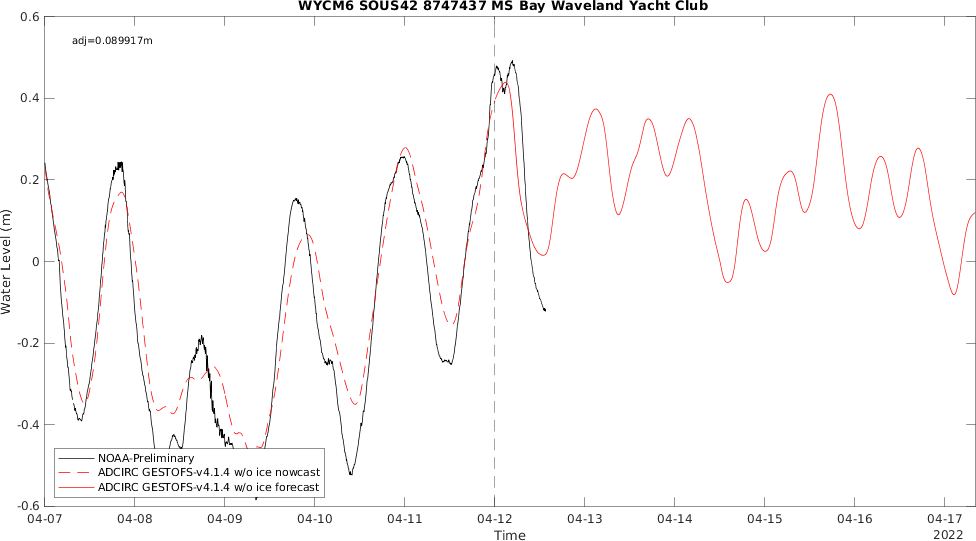 WYCM6 SOUS42 8747437 MS Bay Waveland Yacht Club
adj=0.089917m
0.6
0.4
0.2
0
-0.2
-0.4
-0.6
Water Level (m)
NOAA-Preliminary
ADCIRC GESTOFS-v4.1.4 w/o ice nowcast
ADCIRC GESTOFS-v4.1.4 w/o ice forecast
04-07 04-08 04-09 04-10 04-11 04-12 04-13 04-14 04-15 04-16 04-17
Time
2022